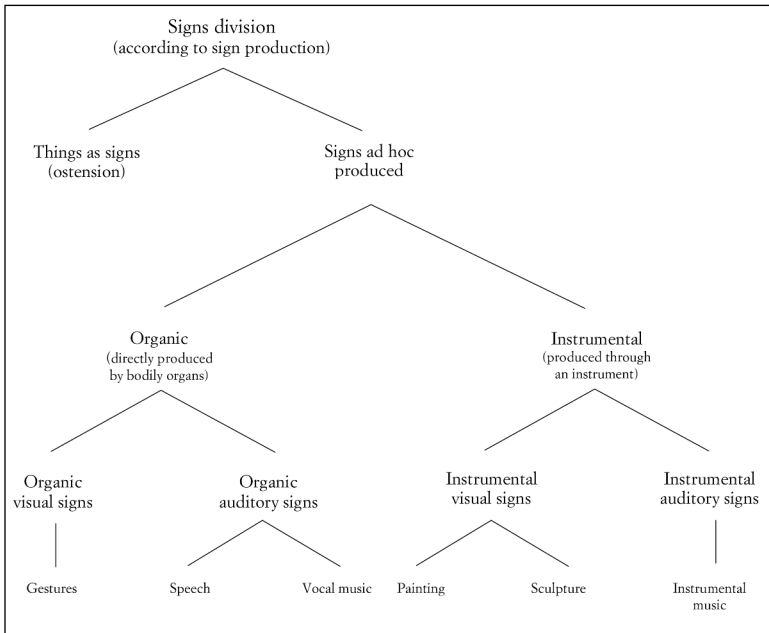 Signs division
(according to sign production)
Things as signs
(ostension)
Signs ad hoc
produced
Organic
(directly produced
by bodily organs)
Instrumental
(produced through
an instrument)
Organic
visual signs
Organic
auditory signs
Instrumental
visual signs
Instrumental
auditory signs
Gestures
Speech
Vocal music
Painting
Sculpture
Instrumental
music